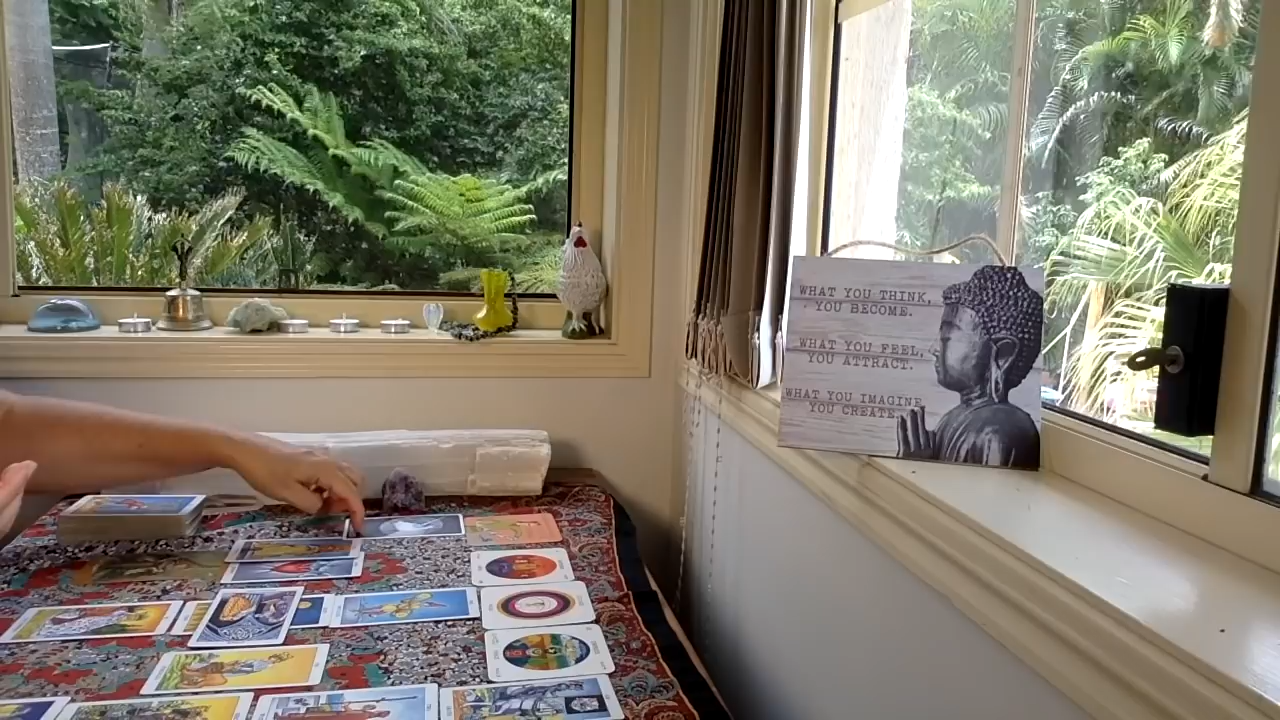 WHAT YOU THINK,
YOU BECOME.
WHAT YOU FEEL,
YOU ATTRACT.
WHAT YOU IMAGINE
YOU CREATE.